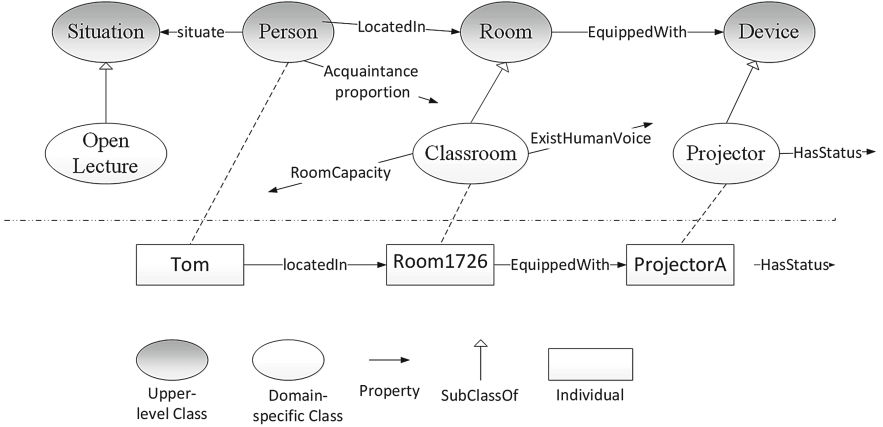 Situation
situate
Person
LocatedIn
Room
EquippedWith
Device
Acquaintance
proportion
Open
Lecture
RoomCapacity
Classroom
ExistHumanVoice
Projector
HasStatus
Tom
locatedIn
Room1726
EquippedWith
ProjectorA
HasStatus
Upper-
level Class
Domain-
specific Class
Property
SubClassOf
Individual